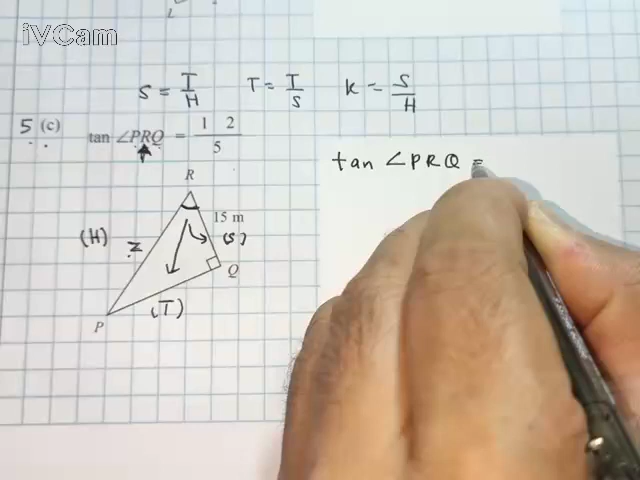 iVCam
S = T/H T = T/S K = S/H
5 (c) tan ∠PRQ = 1 2 / 5
tan ∠PRQ =
R
15 m
(H) z (S)
Q
(T)
P